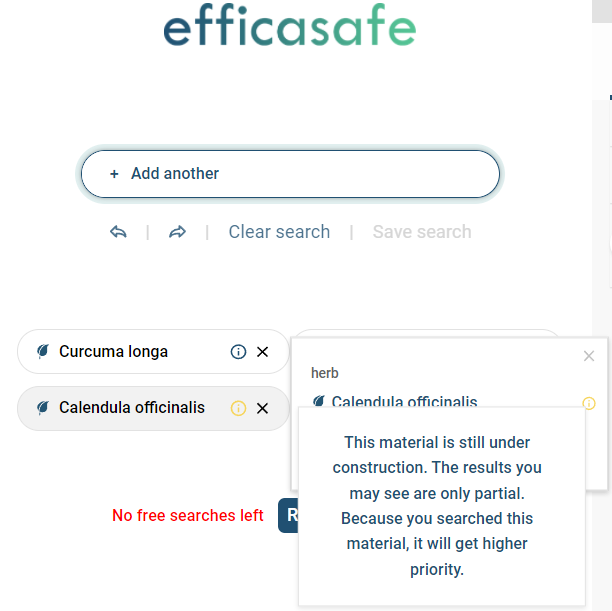 efficasafe
+ Add another
Clear search
Save search
Curcuma longa
herb
Calendula officinalis
Calendula officinalis
This material is still under
construction. The results you
may see are only partial.
Because you searched this
material, it will get higher
priority.
No free searches left
R